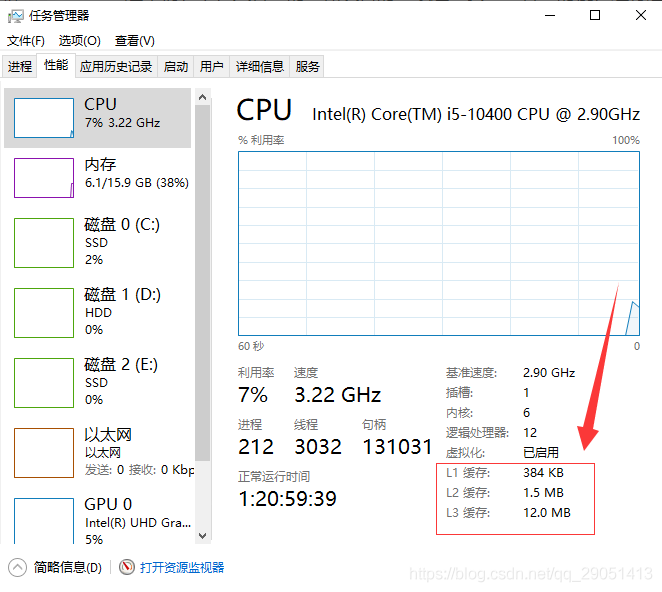 任务管理器
文件(F) 选项(O) 查看(V)
进程 性能 应用历史记录 启动 用户 详细信息 服务
CPU
7% 3.22 GHz
内存
6.1/15.9 GB (38%)
磁盘 0 (C:)
SSD
2%
磁盘 1 (D:)
HDD
0%
磁盘 2 (E:)
SSD
0%
以太网
以太网
发送: 0 接收: 0 Kbp
GPU 0
Intel(R) UHD Gra...
5%
CPU Intel(R) Core(TM) i5-10400 CPU @ 2.90GHz
% 利用率 100%
60 秒 0
利用率 速度
7% 3.22 GHz
进程 线程 句柄
212 3032 131031
正常运行时间
1:20:59:39
基准速度: 2.90 GHz
插槽: 1
内核: 6
逻辑处理器: 12
虚拟化: 已启用
L1 缓存: 384 KB
L2 缓存: 1.5 MB
L3 缓存: 12.0 MB
简略信息(D) 打开资源监视器
https://blog.csdn.net/qq_29051413